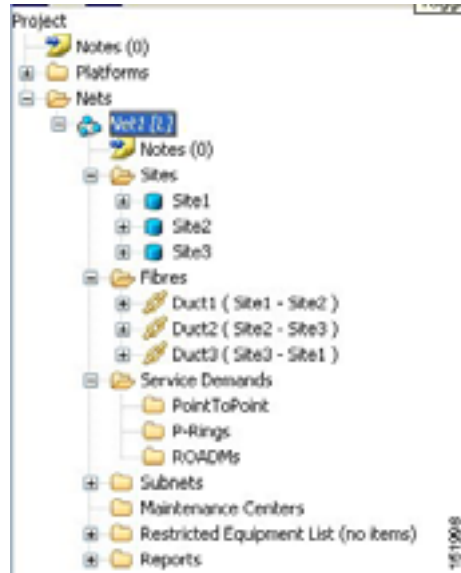 Project
Notes (0)
Platforms
Nets
Net1 [L]
Notes (0)
Sites
Site1
Site2
Site3
Fibres
Duct1 ( Site1 - Site2 )
Duct2 ( Site2 - Site3 )
Duct3 ( Site3 - Site1 )
Service Demands
PointToPoint
P-Rings
ROADMs
Subnets
Maintenance Centers
Restricted Equipment List (no items)
Reports
151998